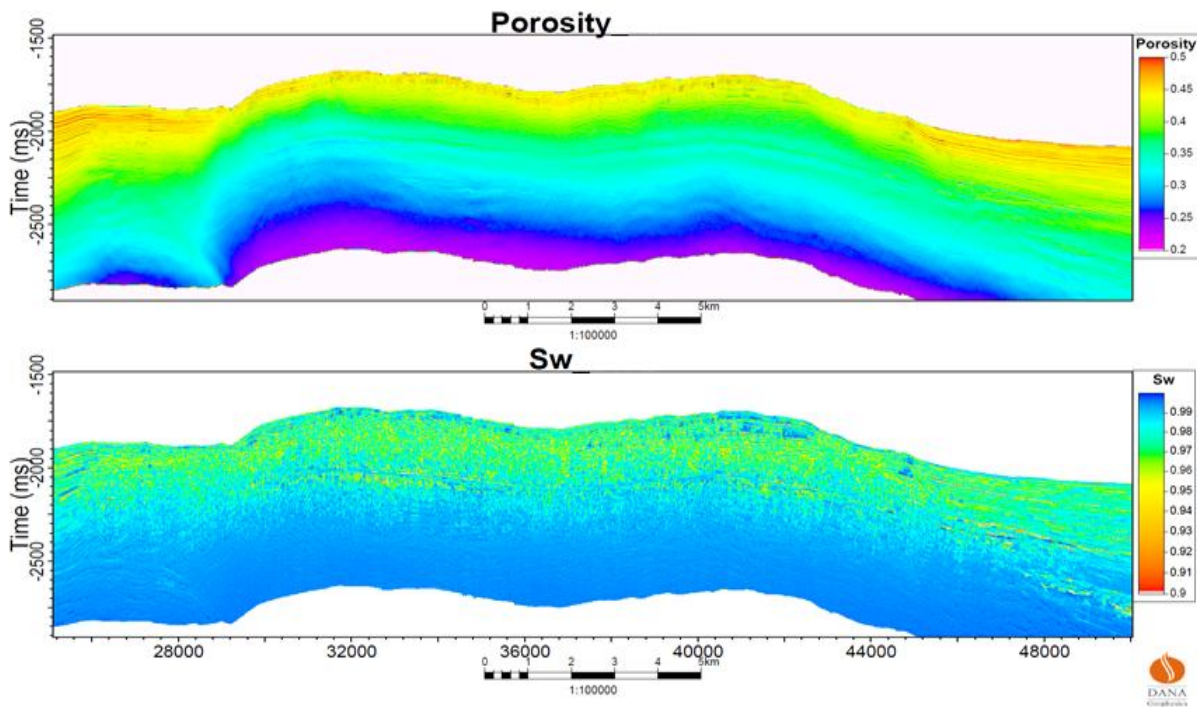 Porosity_
Time (ms)
-1500
-2000
-2500
Porosity
0.5
0.45
0.4
0.35
0.3
0.25
0.2
0 1 2 3 4 5km
1:100000
Sw_
Time (ms)
-1500
-2000
-2500
Sw
0.99
0.98
0.97
0.96
0.95
0.94
0.93
0.92
0.91
0.9
28000 32000 36000 40000 44000 48000
0 1 2 3 4 5km
1:100000
DANA
Geophysics